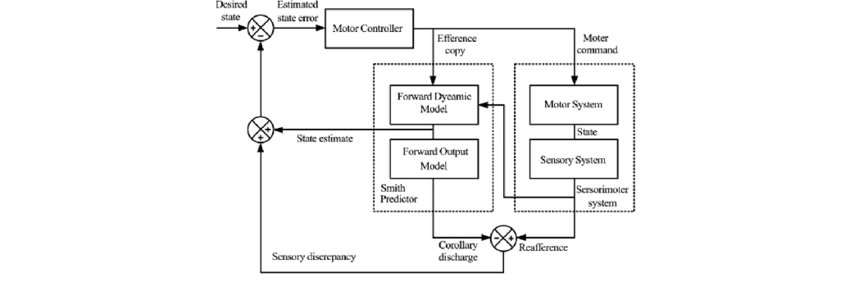 Desired
state
Estimated
state error
Motor Controller
Efference
copy
Moter
command
Forward Dyeamic
Model
Motor System
State
State estimate
Forward Output
Model
Sensory System
Smith
Predictor
Sersorimoter
system
Corollary
discharge
Reafference
Sensory discrepancy